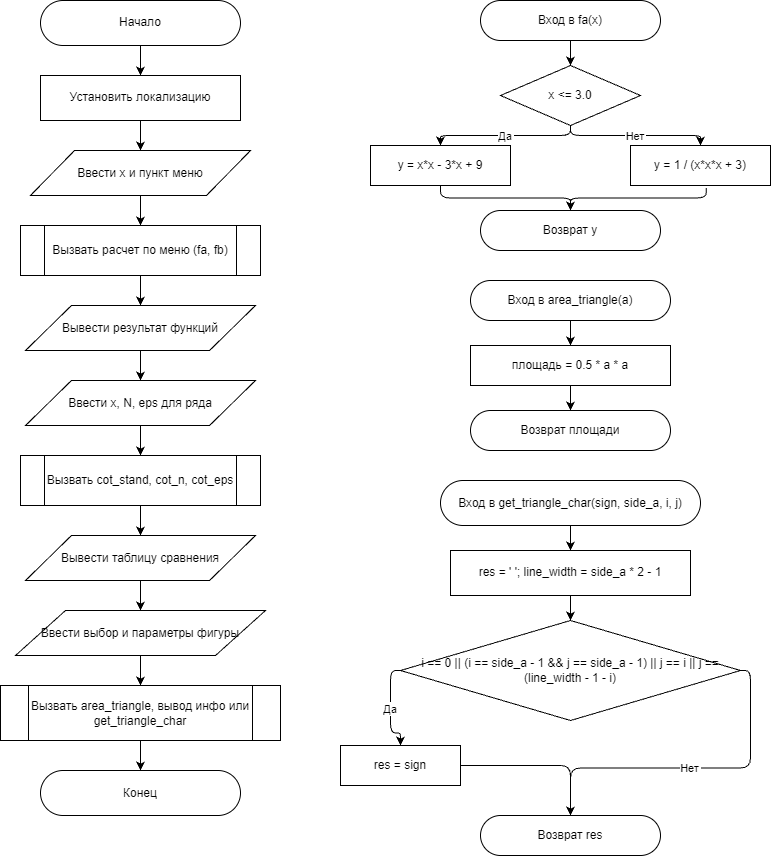 Начало
Установить локализацию
Ввести x и пункт меню
Вызвать расчет по меню (fa, fb)
Вывести результат функций
Ввести x, N, eps для ряда
Вызвать cot_stand, cot_n, cot_eps
Вывести таблицу сравнения
Ввести выбор и параметры фигуры
Вызвать area_triangle, вывод инфо или
get_triangle_char
Конец
Вход в fa(x)
x <= 3.0
Да
Нет
y = x*x - 3*x + 9
y = 1 / (x*x*x + 3)
Возврат y
Вход в area_triangle(a)
площадь = 0.5 * a * a
Возврат площади
Вход в get_triangle_char(sign, side_a, i, j)
res = ' '; line_width = side_a * 2 - 1
i == 0 || (i == side_a - 1 && j == side_a - 1) || j == i || j ==
(line_width - 1 - i)
Да
res = sign
Нет
Возврат res